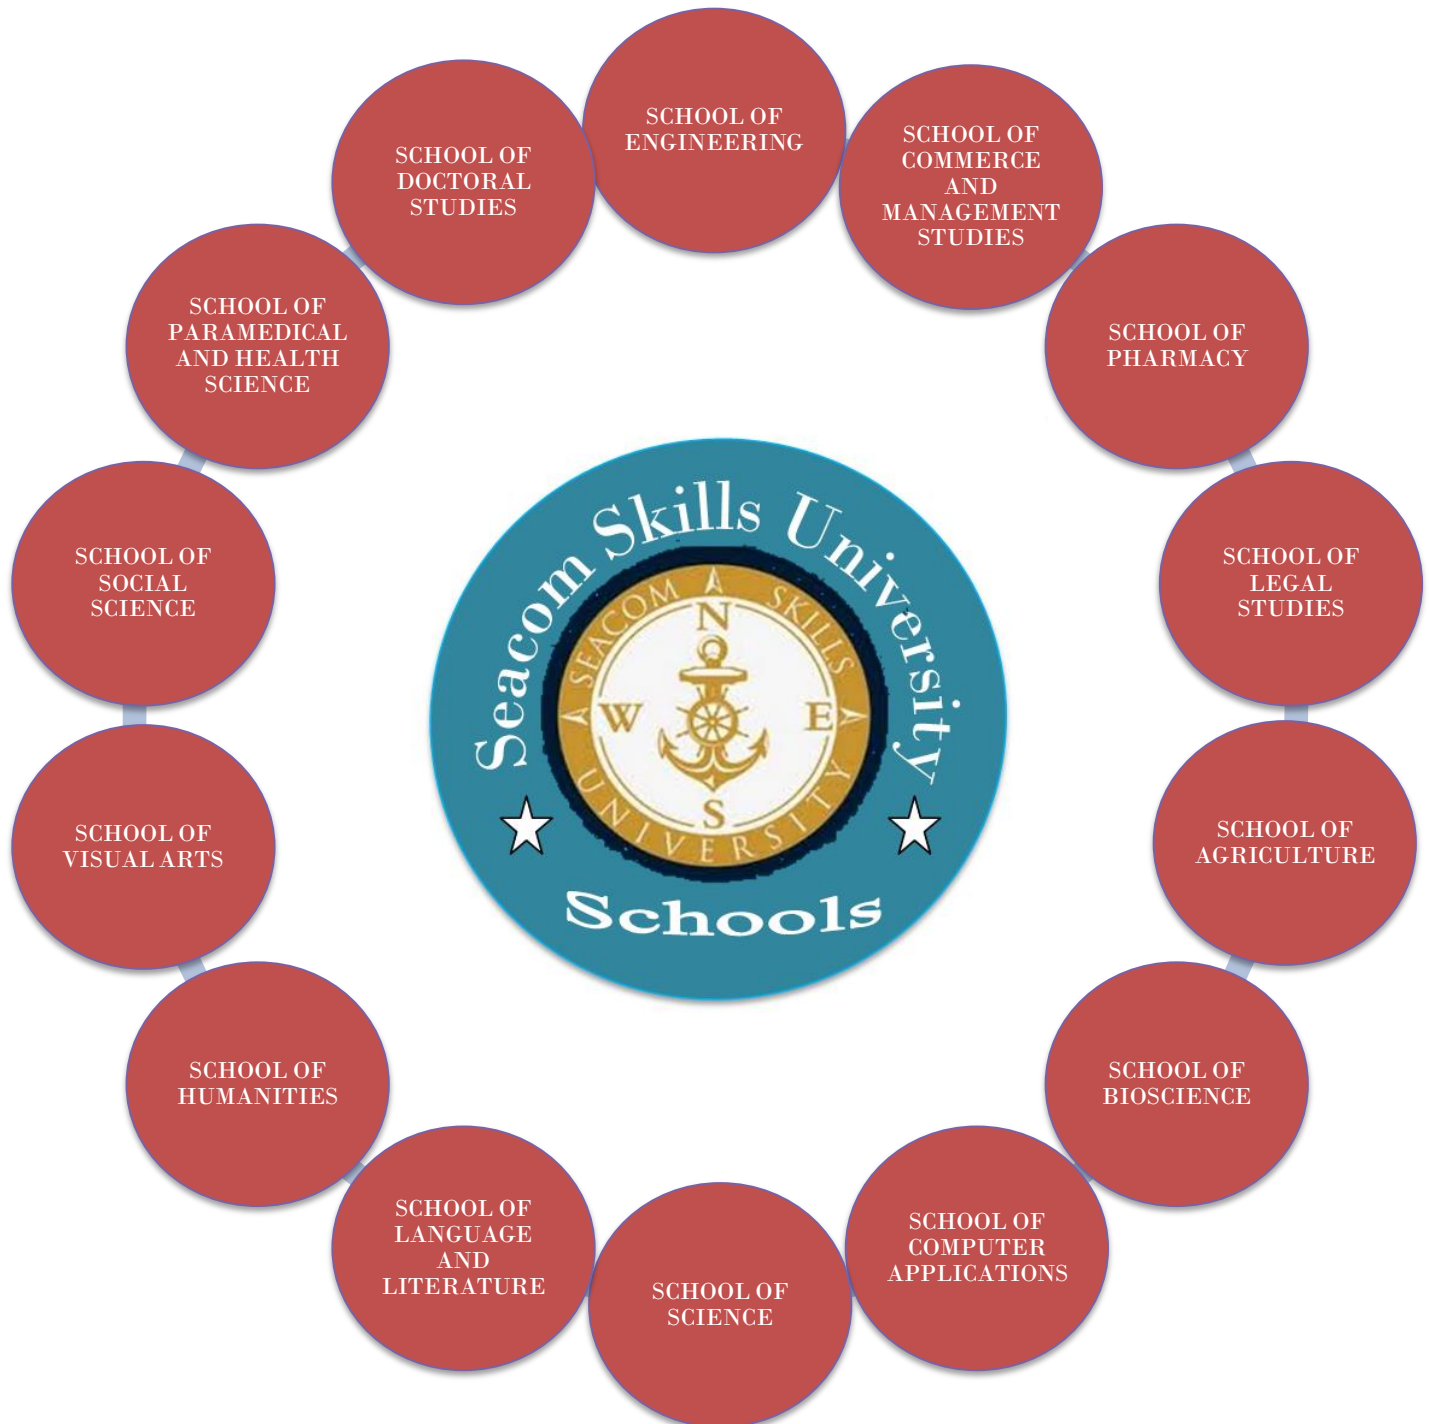 SCHOOL OF
ENGINEERING
SCHOOL OF
COMMERCE
AND
MANAGEMENT
STUDIES
SCHOOL OF
PHARMACY
SCHOOL OF
LEGAL
STUDIES
SCHOOL OF
AGRICULTURE
SCHOOL OF
BIOSCIENCE
SCHOOL OF
COMPUTER
APPLICATIONS
SCHOOL OF
SCIENCE
SCHOOL OF
LANGUAGE
AND
LITERATURE
SCHOOL OF
HUMANITIES
SCHOOL OF
VISUAL ARTS
SCHOOL OF
SOCIAL
SCIENCE
SCHOOL OF
PARAMEDICAL
AND HEALTH
SCIENCE
SCHOOL OF
DOCTORAL
STUDIES
Seacom Skills University
SEACOM SKILLS
UNIVERSITY
N
W E
S
Schools